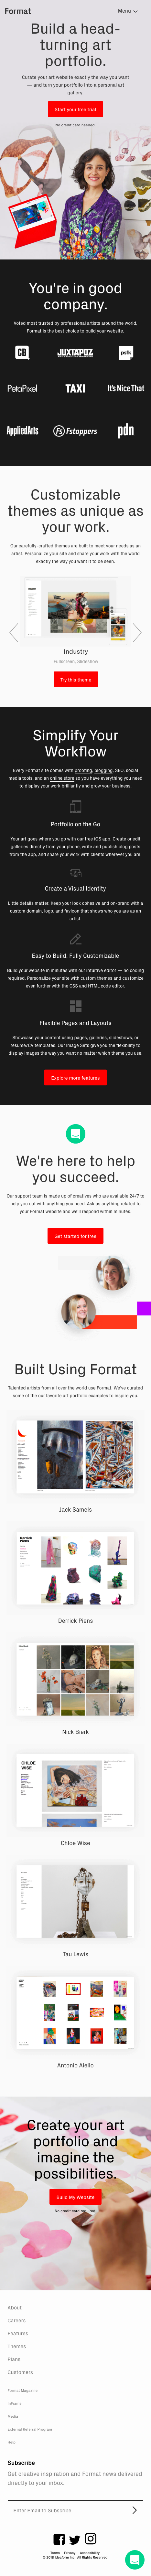 Format
Menu
Build a head-
turning art
portfolio.
Curate your art website exactly the way you want
— and turn your portfolio into a personal art
gallery.
Start your free trial
No credit card needed.
You're in good
company.
Voted most trusted by professional artists around the world,
Format is the best choice to build your website.
CB JUXTAPOZ psfk
PetaPixel TAXI It's Nice That
AppliedArts Fstoppers pdn
Customizable
themes as unique as
your work.
Our carefully-crafted themes are built to meet your needs as an
artist. Personalize your site and share your work with the world
exactly the way you want it to be seen.
Industry
Fullscreen, Slideshow
Try this theme
Simplify Your
Workflow
Every Format site comes with proofing, blogging, SEO, social
media tools, and an online store so you have everything you need
to display your work brilliantly and grow your business.
Portfolio on the Go
Your art goes where you go with our free iOS app. Create or edit
galleries directly from your phone, and write new blog posts
from the app, and share your work with clients wherever you are.
Create a Visual Identity
Little details matter. Keep your look cohesive and on-brand with a
custom domain, logo, and favicon that shows who you are as an
artist.
Easy to Build, Fully Customizable
Build your website in minutes with our intuitive editor — no coding
required. Personalize your site with custom fonts and customize
even further with the CSS and HTML code editor.
Flexible Pages and Layouts
Showcase your content using pages, galleries, slideshows, or
resume/CV templates. Our Image Sets give you the flexibility to
display images the way you want no matter which theme you use.
Explore more features
We're here to help
you succeed.
Our support team is made up of creatives who are available 24/7 to
help you out with anything you need. Ask us anything related to
your Format website and we'll respond within minutes.
Get started for free
Built Using Format
Talented artists from all over the world use Format. We've curated
some of our favorite art portfolio examples to inspire you.
Jack Samels
Derrick
Piens
Derrick Piens
Nick Bierk
CHLOE
WISE
Chloe Wise
Tau Lewis
Antonio Aiello
Create your art
portfolio and
imagine the
possibilities.
Build My Website
No credit card required.
About
Careers
Features
Themes
Plans
Customers
Format Magazine
InFrame
Media
External Referral Program
Help
Subscribe
Get creative inspiration and Format news delivered
directly to your inbox.
Enter Email to Subscribe
Terms Privacy Accessibility